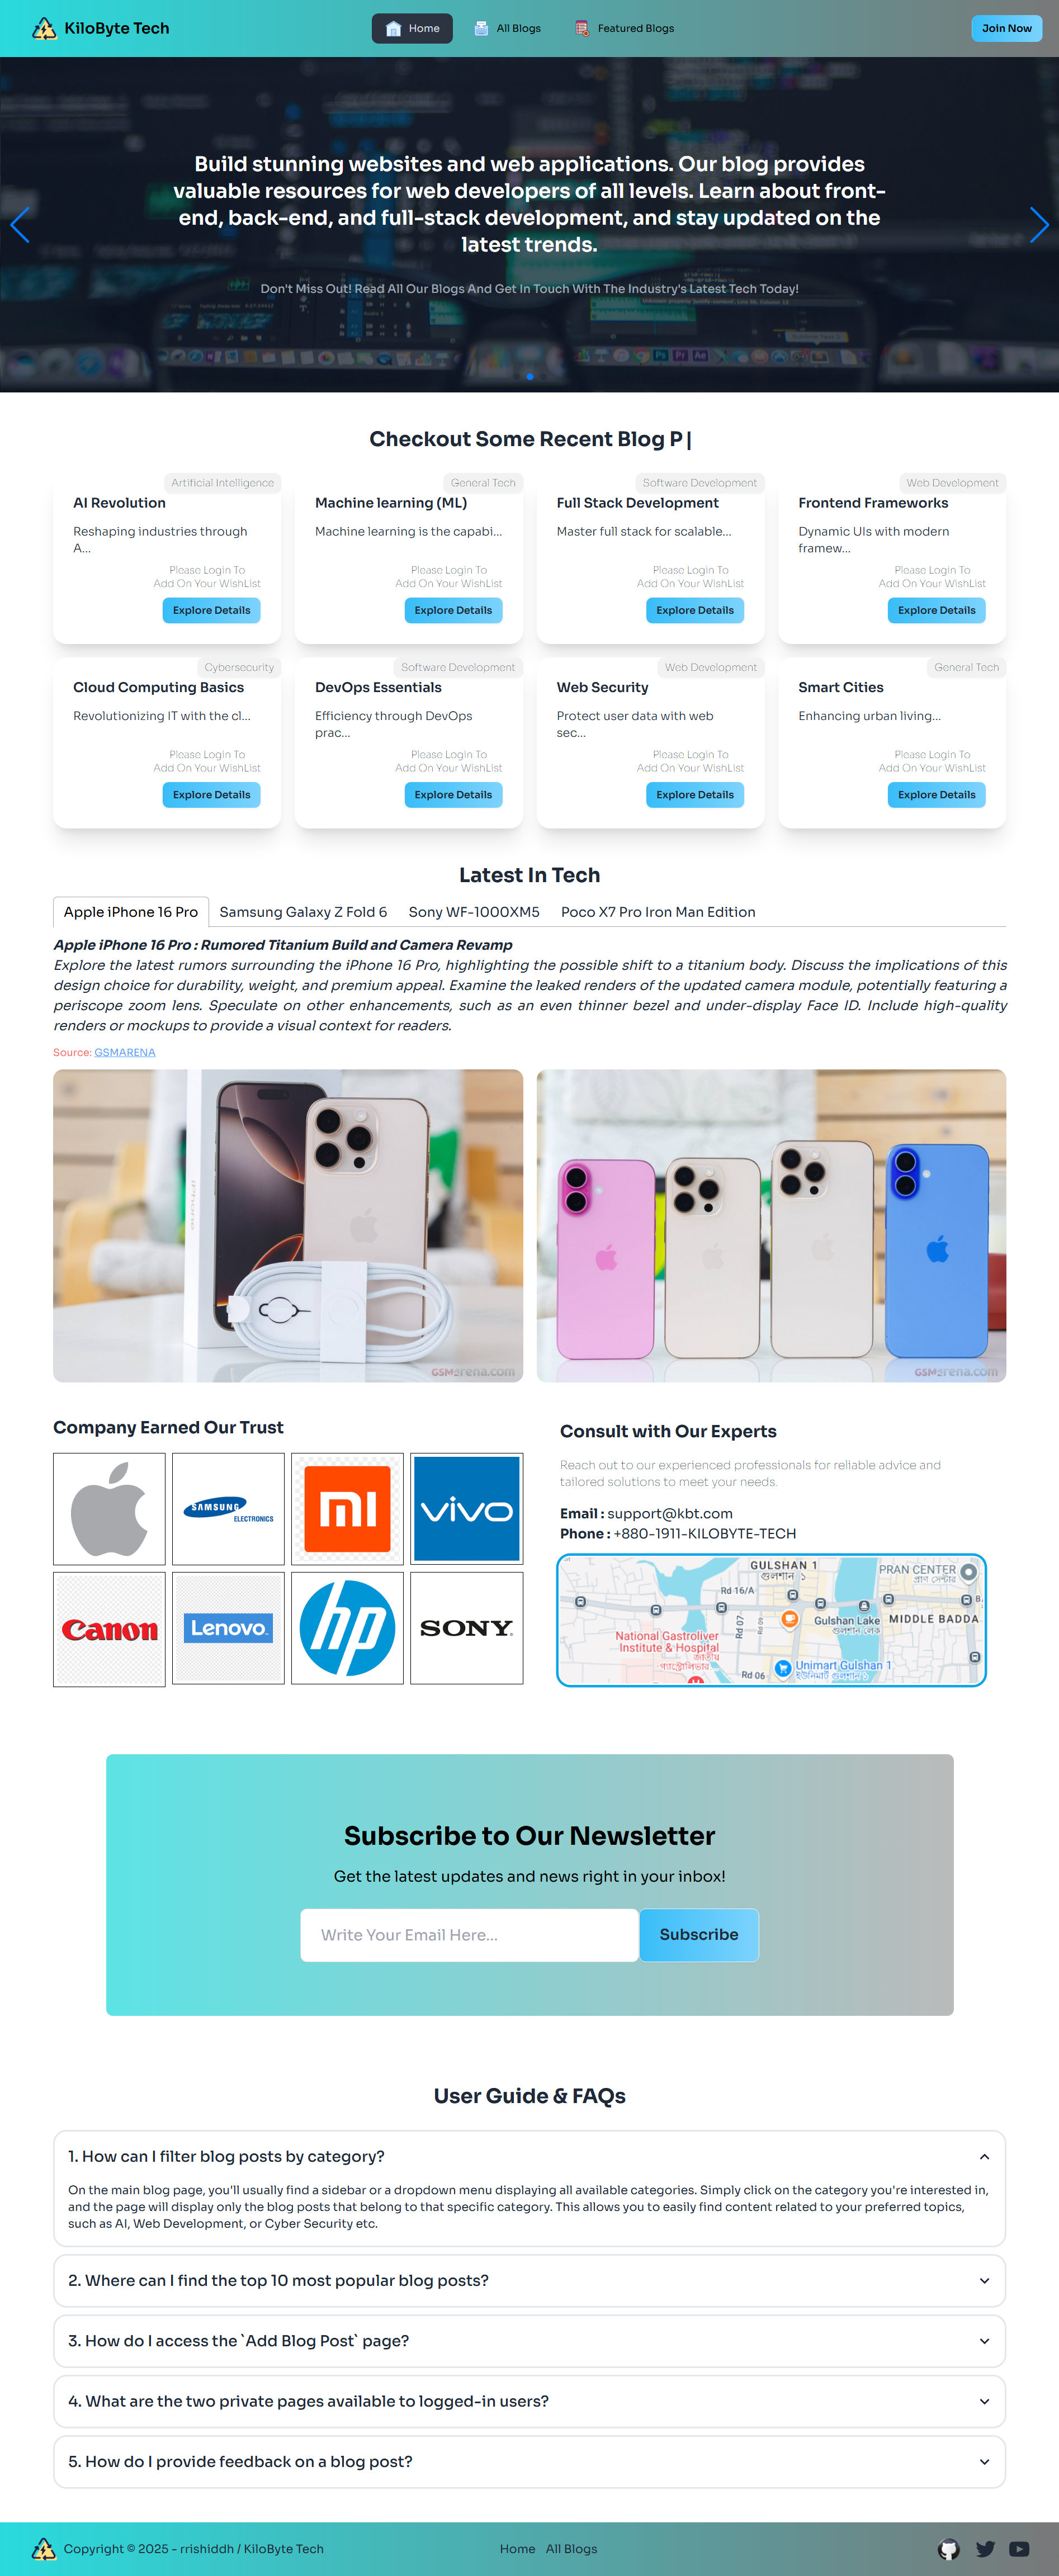 KiloByte Tech
Home
All Blogs
Featured Blogs
Join Now
Build stunning websites and web applications. Our blog provides
valuable resources for web developers of all levels. Learn about front-
end, back-end, and full-stack development, and stay updated on the
latest trends.
Don't Miss Out! Read All Our Blogs And Get In Touch With The Industry's Latest Tech Today!
Checkout Some Recent Blog P|
Artificial Intelligence
AI Revolution
Reshaping industries through
A...
Please Login To
Add On Your WishList
Explore Details
General Tech
Machine learning (ML)
Machine learning is the capabi...
Please Login To
Add On Your WishList
Explore Details
Software Development
Full Stack Development
Master full stack for scalable...
Please Login To
Add On Your WishList
Explore Details
Web Development
Frontend Frameworks
Dynamic UIs with modern
framew...
Please Login To
Add On Your WishList
Explore Details
Cybersecurity
Cloud Computing Basics
Revolutionizing IT with the cl...
Please Login To
Add On Your WishList
Explore Details
Software Development
DevOps Essentials
Efficiency through DevOps
prac...
Please Login To
Add On Your WishList
Explore Details
Web Development
Web Security
Protect user data with web
sec...
Please Login To
Add On Your WishList
Explore Details
General Tech
Smart Cities
Enhancing urban living...
Please Login To
Add On Your WishList
Explore Details
Latest In Tech
Apple iPhone 16 Pro
Samsung Galaxy Z Fold 6
Sony WF-1000XM5
Poco X7 Pro Iron Man Edition
Apple iPhone 16 Pro : Rumored Titanium Build and Camera Revamp
Explore the latest rumors surrounding the iPhone 16 Pro, highlighting the possible shift to a titanium body. Discuss the implications of this
design choice for durability, weight, and premium appeal. Examine the leaked renders of the updated camera module, potentially featuring a
periscope zoom lens. Speculate on other enhancements, such as an even thinner bezel and under-display Face ID. Include high-quality
renders or mockups to provide a visual context for readers.
Source: GSMARENA
GSMarena.com
GSMarena.com
Company Earned Our Trust
SAMSUNG
ELECTRONICS
mi
vivo
Canon
Lenovo
hp
SONY
Consult with Our Experts
Reach out to our experienced professionals for reliable advice and
tailored solutions to meet your needs.
Email : support@kbt.com
Phone : +880-1911-KILOBYTE-TECH
GULSHAN 1
গুলশান ১
PRAN CENTER
প্রাণ সেন্টার
Rd 16/A
Rd 07
Rd 09
Gulshan Lake
গুলশান লেক
MIDDLE BADDA
National Gastroliver
Institute & Hospital
জাতীয়
গ্যাস্ট্রোলিভার
Rd 06
Unimart Gulshan 1
ইউনিমার্ট গুলশান ১
Subscribe to Our Newsletter
Get the latest updates and news right in your inbox!
Write Your Email Here...
Subscribe
User Guide & FAQs
1. How can I filter blog posts by category?
On the main blog page, you'll usually find a sidebar or a dropdown menu displaying all available categories. Simply click on the category you're interested in,
and the page will display only the blog posts that belong to that specific category. This allows you to easily find content related to your preferred topics,
such as AI, Web Development, or Cyber Security etc.
2. Where can I find the top 10 most popular blog posts?
3. How do I access the `Add Blog Post` page?
4. What are the two private pages available to logged-in users?
5. How do I provide feedback on a blog post?
Copyright © 2025 - rrishiddh / KiloByte Tech
Home
All Blogs